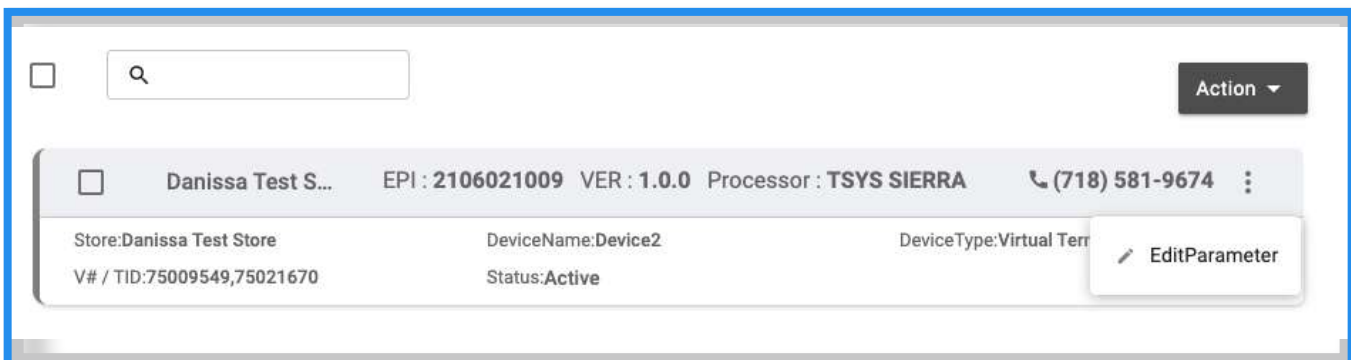 Action
Danissa Test S... EPI : 2106021009 VER : 1.0.0 Processor : TSYS SIERRA (718) 581-9674
Store:Danissa Test Store DeviceName:Device2 DeviceType:Virtual Terr
EditParameter
V# / TID:75009549,75021670 Status:Active